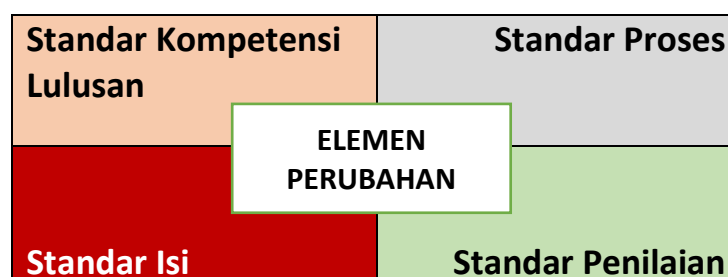 Standar Kompetensi
Lulusan
Standar Proses
ELEMEN
PERUBAHAN
Standar Isi
Standar Penilaian